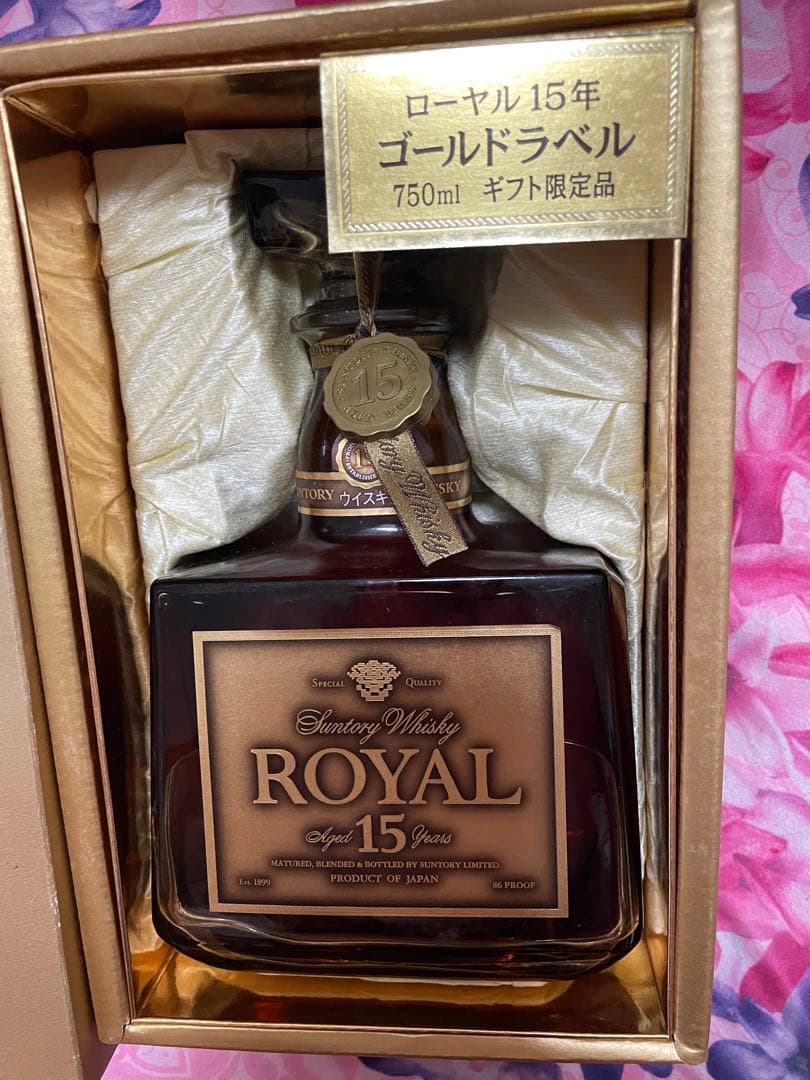 ローヤル 15年
ゴールドラベル
750ml ギフト限定品
15
NTORY ウイスキ SKY
Whisky
SPECIAL QUALITY
Suntory Whisky
ROYAL
Aged 15 Years
MATURED, BLENDED & BOTTLED BY SUNTORY LIMITED
PRODUCT OF JAPAN
Est. 1899 86 PROOF